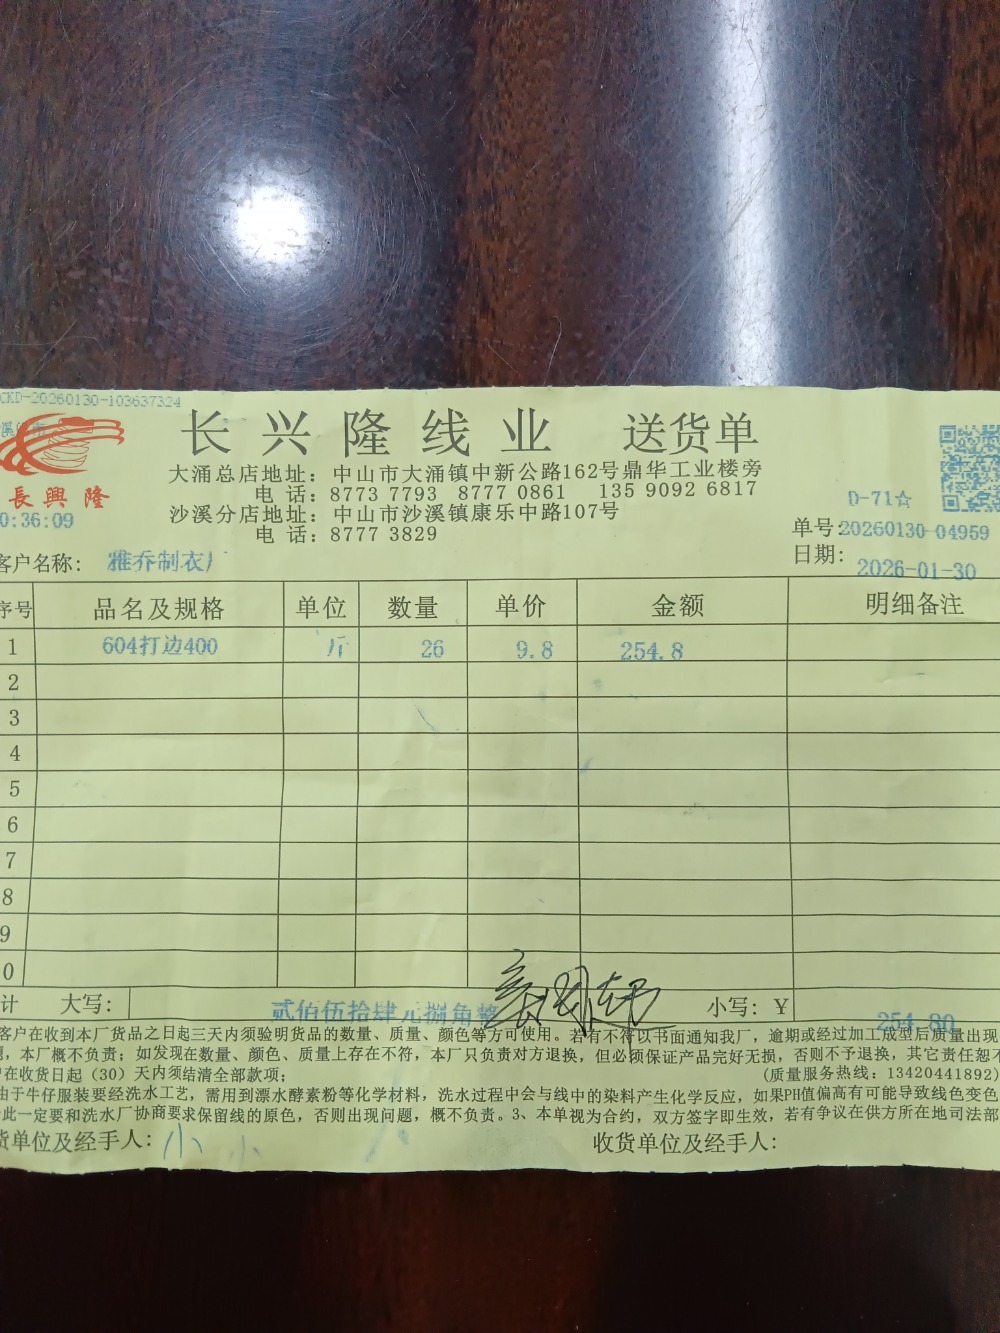 CKD-20260130-103637324
长兴隆线业 送货单
長興隆
大涌总店地址：中山市大涌镇中新公路162号鼎华工业楼旁
电 话：8773 7793 8777 0861 135 9092 6817
沙溪分店地址：中山市沙溪镇康乐中路107号
电 话：8777 3829
0:36:09
D-71☆
单号:20260130-04959
日期: 2026-01-30
客户名称： 雅乔制衣厂
序号 品名及规格 单位 数量 单价 金额 明细备注
1 604打边400 斤 26 9.8 254.8
2
3
4
5
6
7
8
9
0
计 大写： 贰佰伍拾肆元捌角整 小写：￥ 254.80
客户在收到本厂货品之日起三天内须验明货品的数量、质量、颜色等方可使用。若有不符以书面通知我厂，逾期或经过加工成型后质量出现
，本厂概不负责；如发现在数量、颜色、质量上存在不符，本厂只负责对方退换，但必须保证产品完好无损，否则不予退换，其它责任恕不
在收货日起（30）天内须结清全部款项； (质量服务热线：13420441892)
由于牛仔服装要经洗水工艺，需用到漂水酵素粉等化学材料，洗水过程中会与线中的染料产生化学反应，如果PH值偏高有可能导致线色变色
此一定要和洗水厂协商要求保留线的原色，否则出现问题，概不负责。3、本单视为合约，双方签字即生效，若有争议在供方所在地司法部
货单位及经手人：小小 收货单位及经手人：